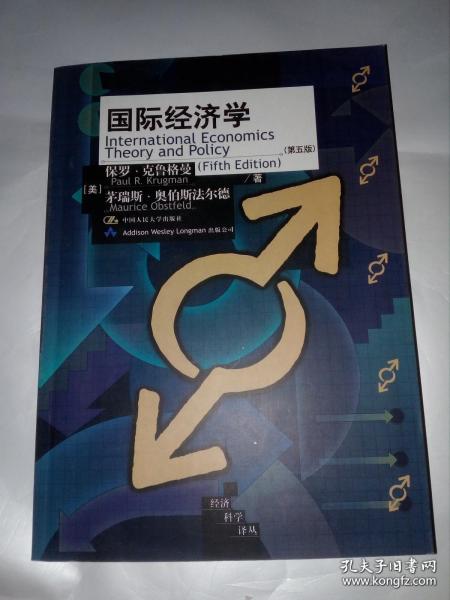 国际经济学
International Economics
Theory and Policy
(第五版)
(Fifth Edition)
保罗·克鲁格曼
[美] Paul R. Krugman /著
茅瑞斯·奥伯斯法尔德
Maurice Obstfeld
中国人民大学出版社
Addison Wesley Longman 出版公司
经济
科学
译丛
孔夫子旧书网
www.kongfz.com